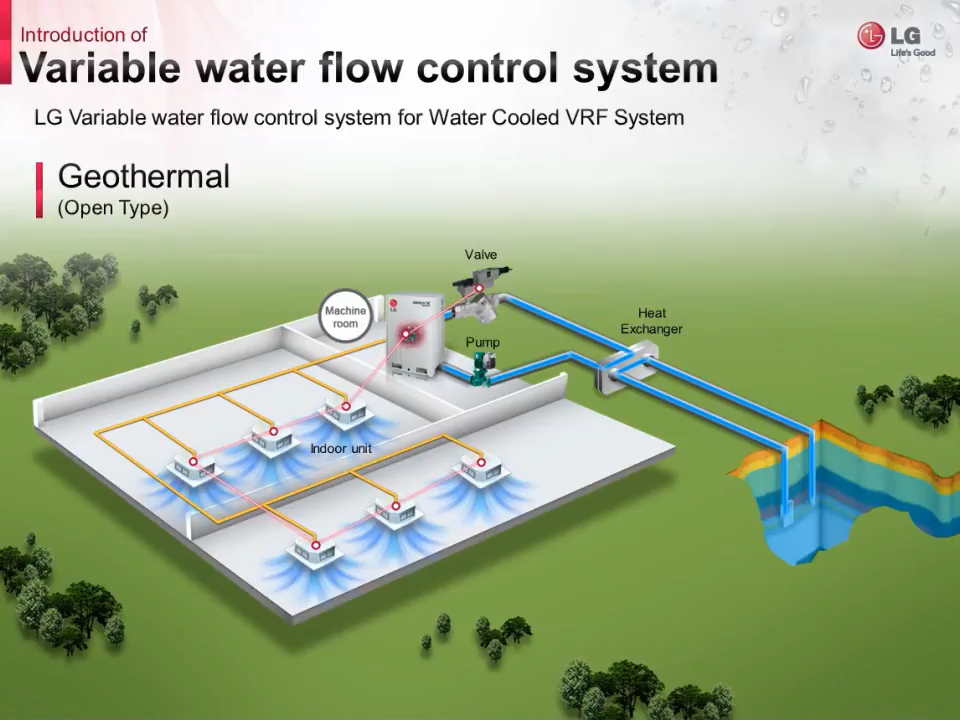 Introduction of
Variable water flow control system
LG
Life's Good
LG Variable water flow control system for Water Cooled VRF System
Geothermal
(Open Type)
Valve
Machine
room
LG
Heat
Exchanger
Pump
Indoor unit